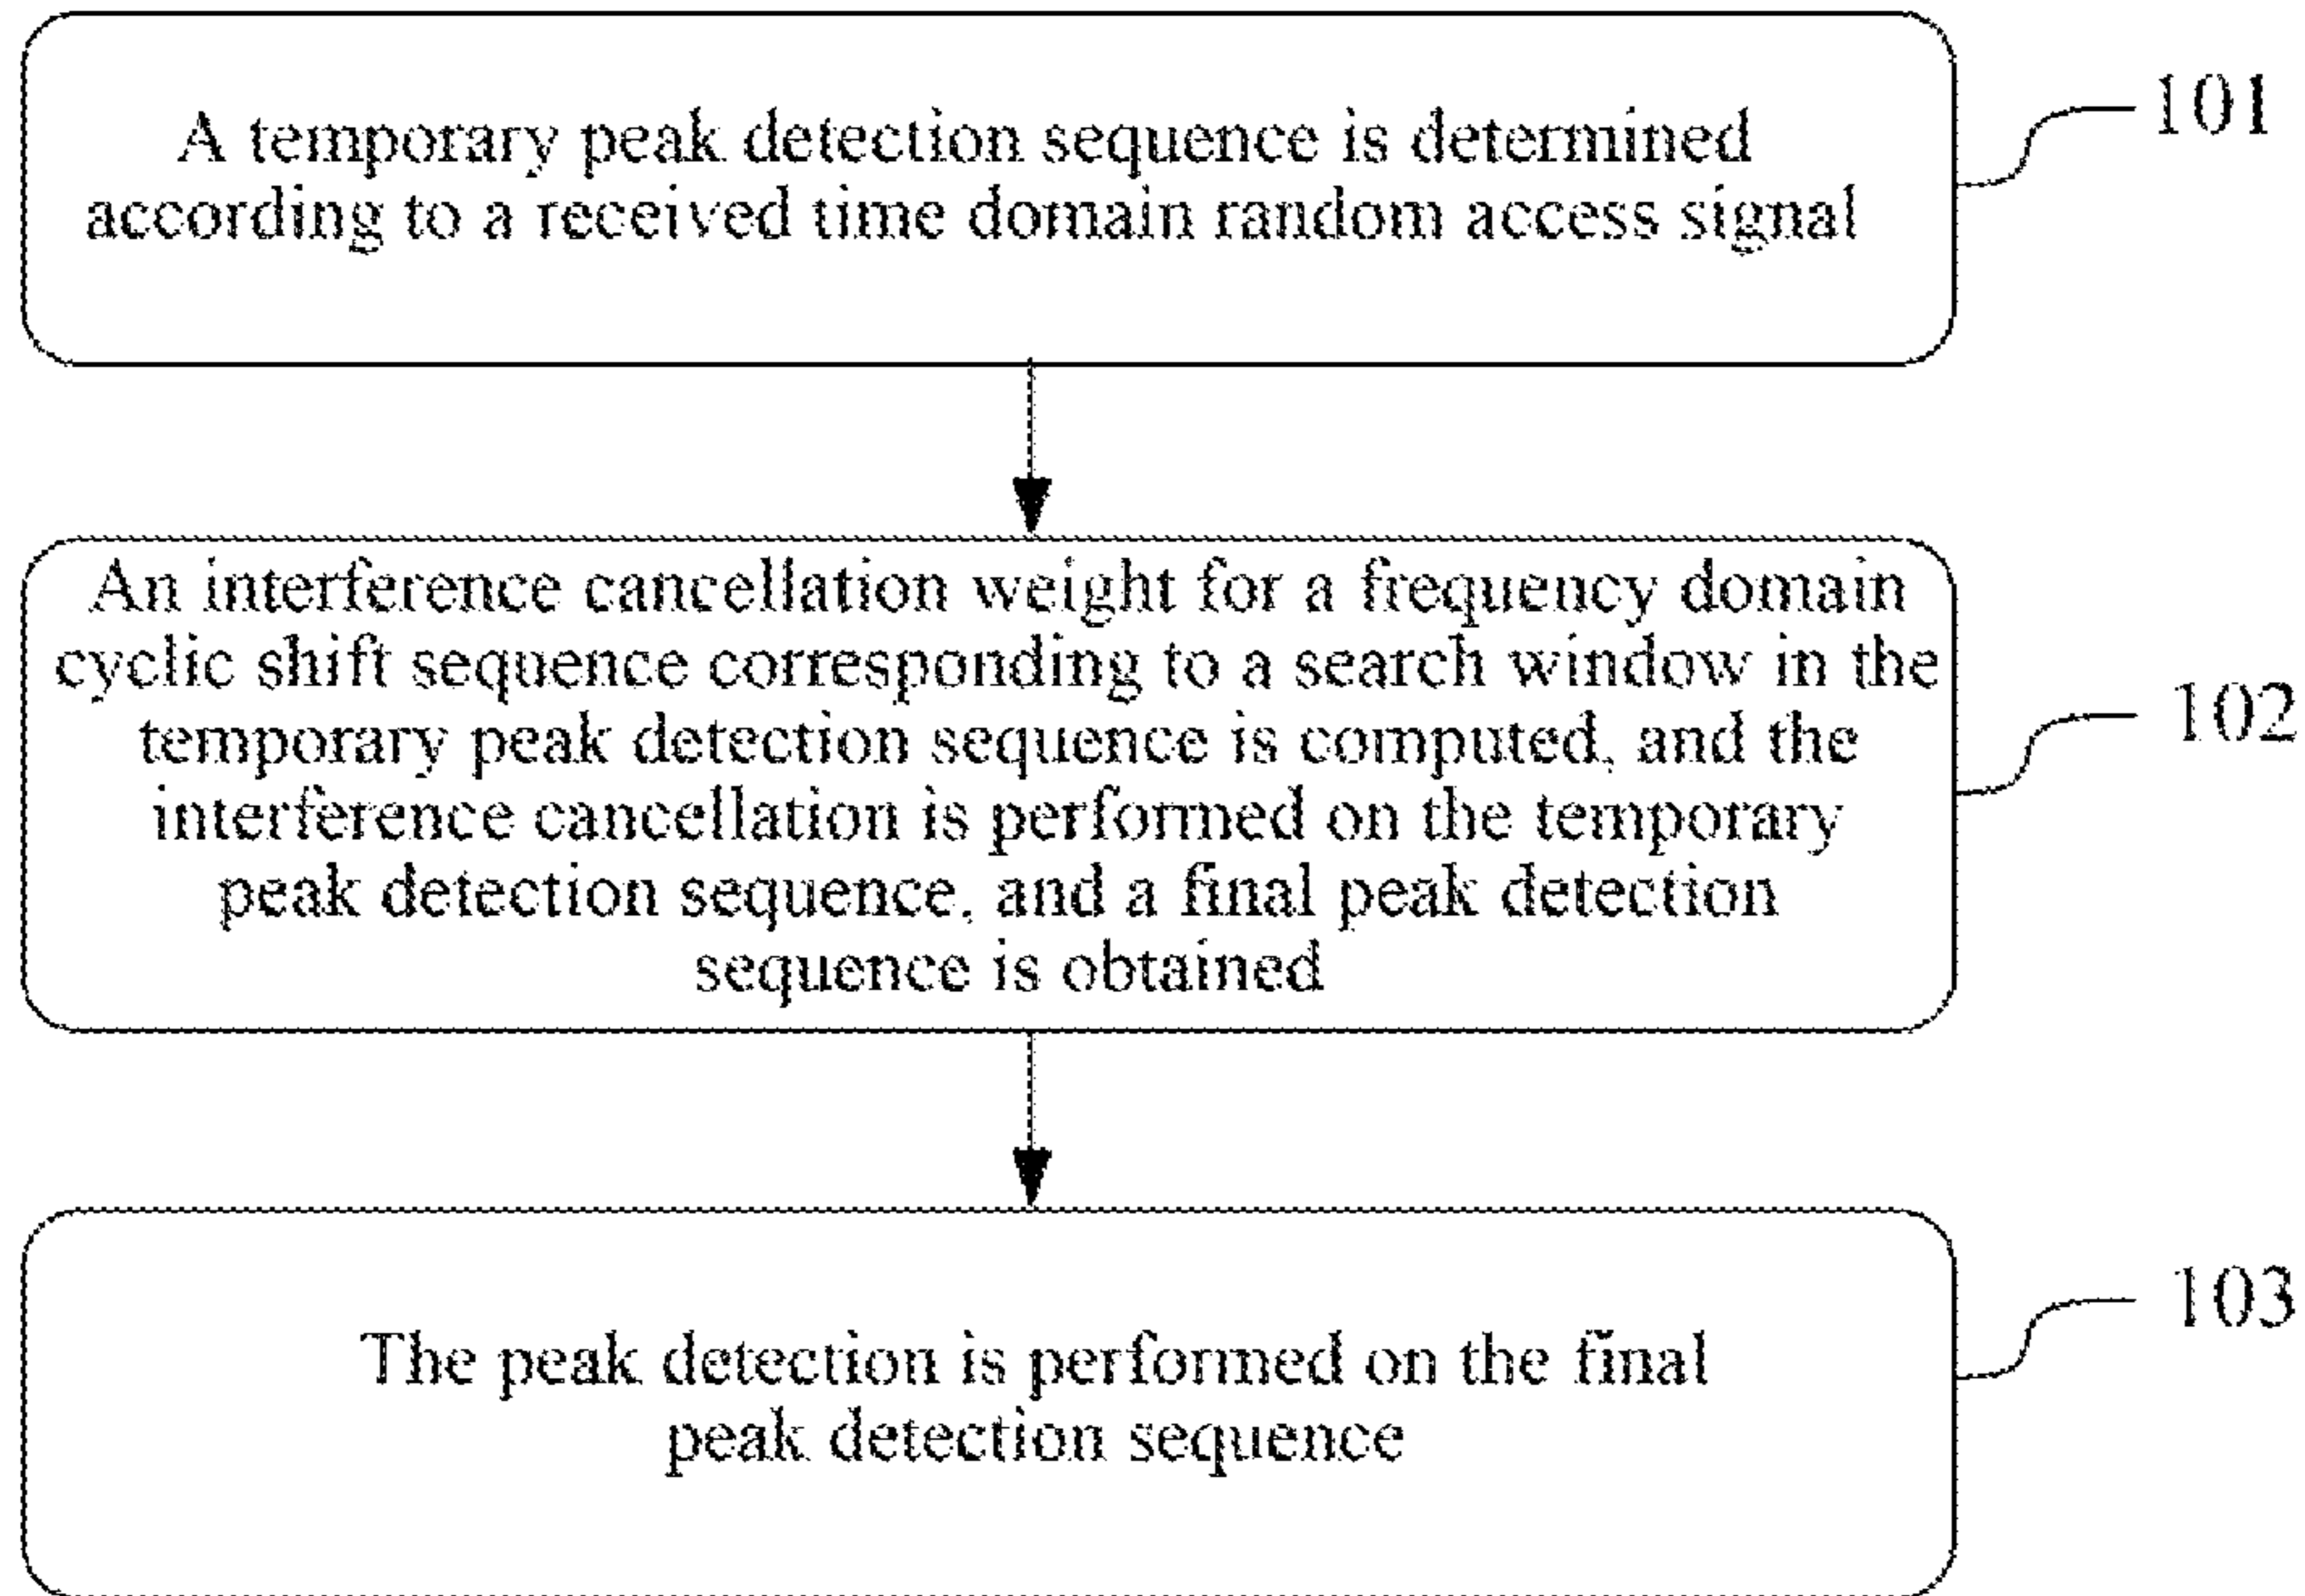 A temporary peak detection sequence is determined
according to a received time domain random access signal
101
An interference cancellation weight for a frequency domain
cyclic shift sequence corresponding to a search window in the
temporary peak detection sequence is computed, and the
interference cancellation is performed on the temporary
peak detection sequence, and a final peak detection
sequence is obtained
102
The peak detection is performed on the final
peak detection sequence
103